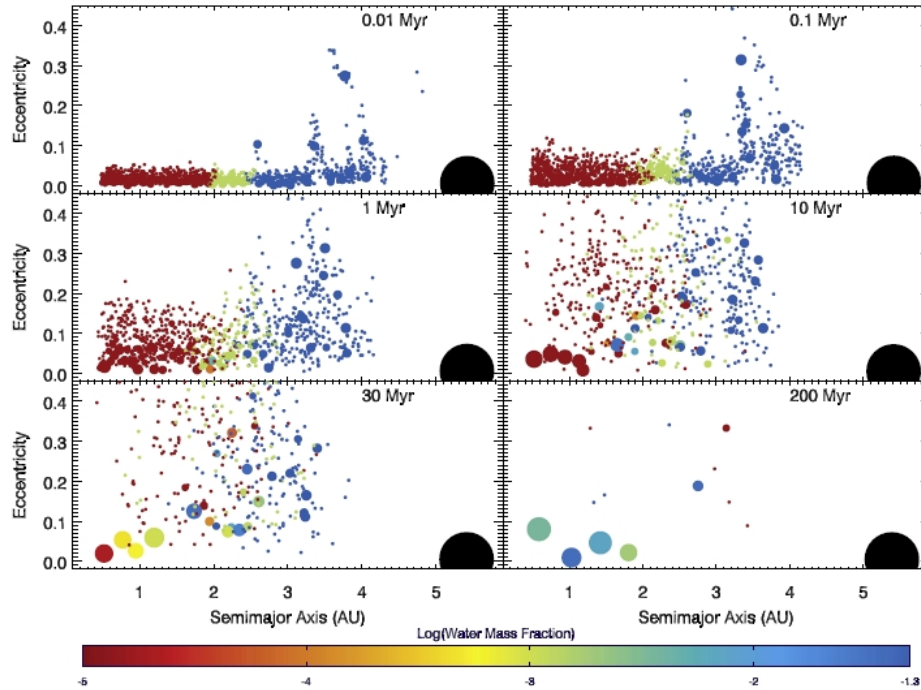 0.01 Myr
0.1 Myr
0.4
0.3
0.2
0.1
0.0
Eccentricity
1 Myr
10 Myr
0.4
0.3
0.2
0.1
0.0
Eccentricity
30 Myr
200 Myr
0.4
0.3
0.2
0.1
0.0
Eccentricity
1 2 3 4 5 1 2 3 4 5
Semimajor Axis (AU) Semimajor Axis (AU)
Log(Water Mass Fraction)
-5 -4 -3 -2 -1.3